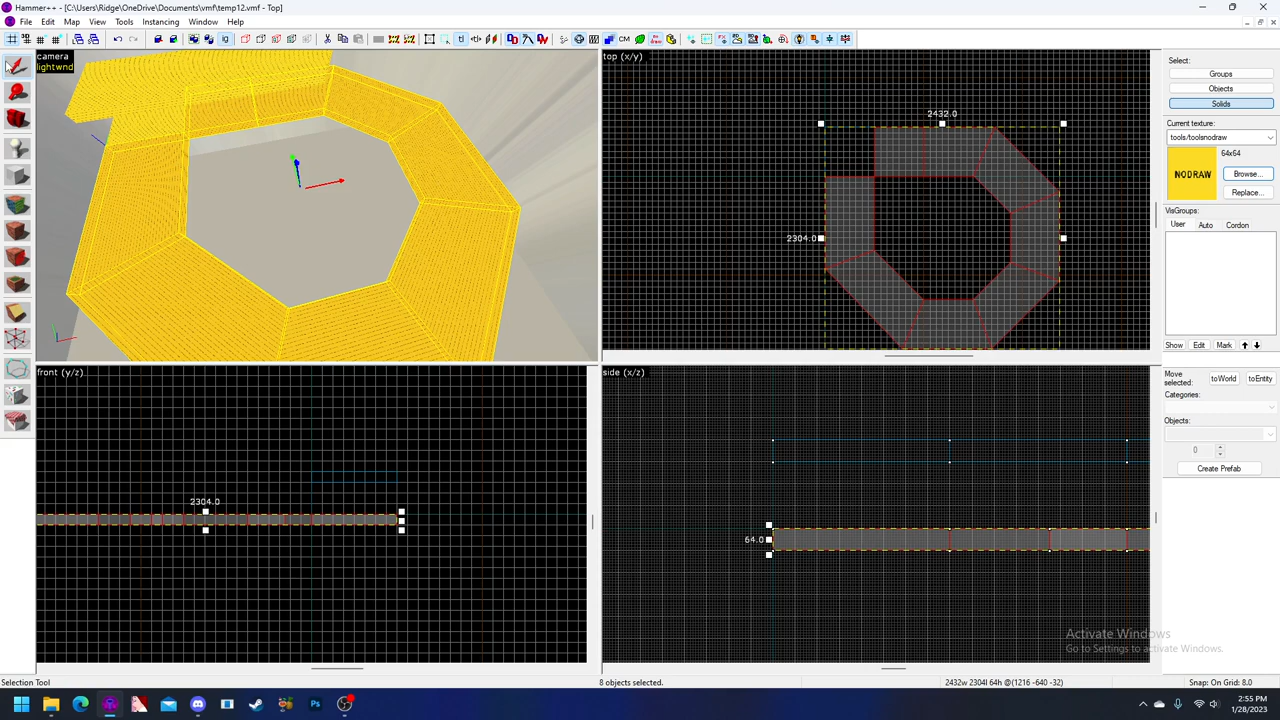 Hammer++ - [C:\Users\Ridge\OneDrive\Documents\vmf\temp12.vmf - Top]
File Edit Map View Tools Instancing Window Help
camera
lightwnd
top (x/y)
2432.0
2304.0
Select:
Groups
Objects
Solids
Current texture:
tools/toolsnodraw
64x64
NODRAW
Browse...
Replace...
VisGroups:
User Auto Cordon
Show Edit Mark
front (y/z)
2304.0
side (x/z)
64.0
Move selected:
toWorld toEntity
Categories:
Objects:
0
Create Prefab
Activate Windows
Go to Settings to activate Windows.
Selection Tool
8 objects selected.
2432w 2304l 64h @(1216 -640 -32)
Snap: On Grid: 8.0
2:55 PM
1/28/2023